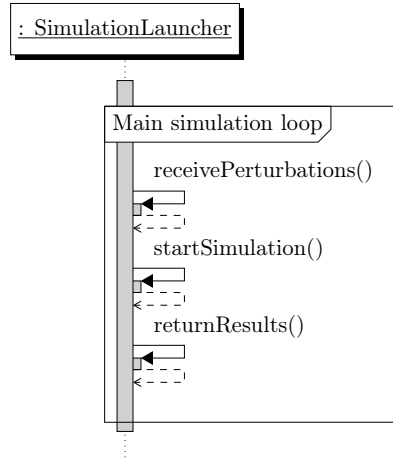 : SimulationLauncher
Main simulation loop
receivePerturbations()
startSimulation()
returnResults()